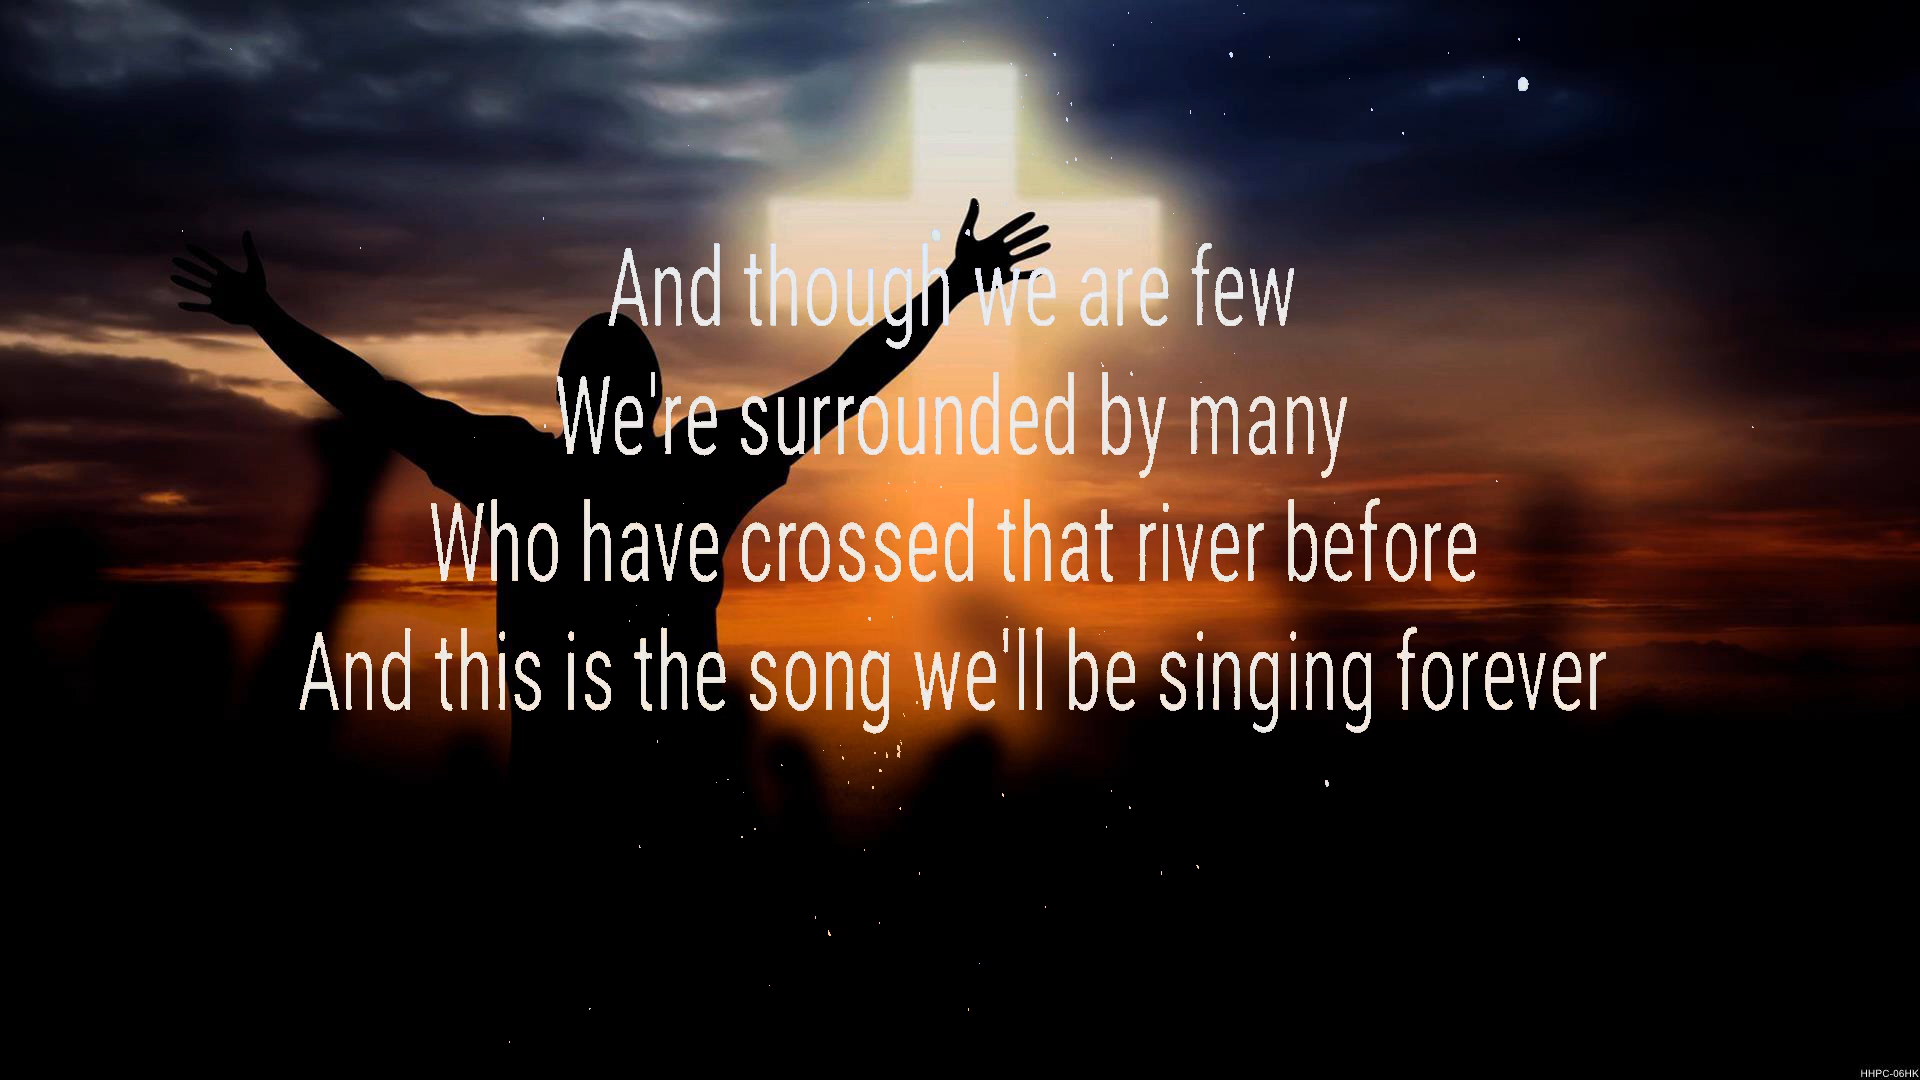 And though we are few
We're surrounded by many
Who have crossed that river before
And this is the song we'll be singing forever
HHPC-06HK